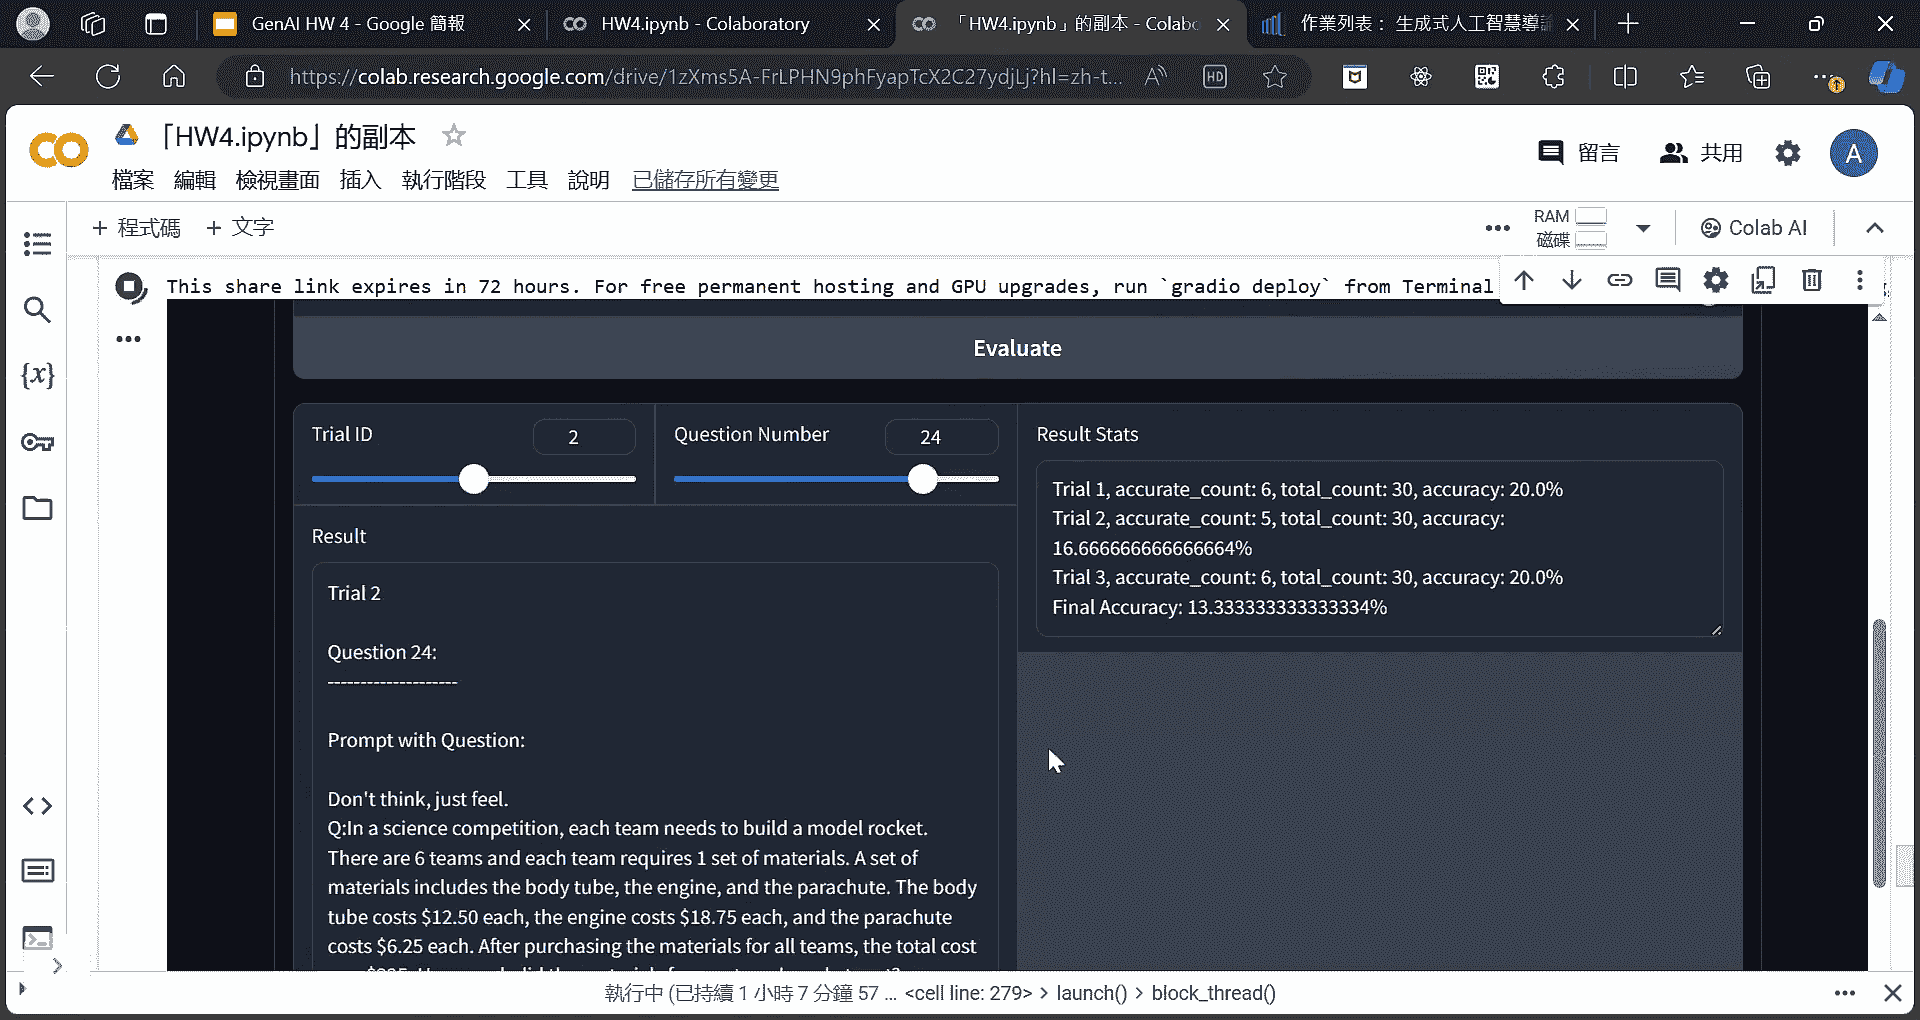 GenAI HW 4 - Google 簡報
HW4.ipynb - Colaboratory
「HW4.ipynb」的副本 - Colabo
作業列表： 生成式人工智慧導論
https://colab.research.google.com/drive/1zXms5A-FrLPHN9phFyapTcX2C27ydjLj?hl=zh-t...
HD
「HW4.ipynb」的副本
留言
共用
A
檔案 編輯 檢視畫面 插入 執行階段 工具 說明 已儲存所有變更
+ 程式碼 + 文字
RAM
磁碟
Colab AI
This share link expires in 72 hours. For free permanent hosting and GPU upgrades, run `gradio deploy` from Terminal
Evaluate
Trial ID
2
Question Number
24
Result Stats
Trial 1, accurate_count: 6, total_count: 30, accuracy: 20.0%
Trial 2, accurate_count: 5, total_count: 30, accuracy:
16.666666666666664%
Trial 3, accurate_count: 6, total_count: 30, accuracy: 20.0%
Final Accuracy: 13.333333333333334%
Result
Trial 2
Question 24:
--------------------
Prompt with Question:
Don't think, just feel.
Q:In a science competition, each team needs to build a model rocket.
There are 6 teams and each team requires 1 set of materials. A set of
materials includes the body tube, the engine, and the parachute. The body
tube costs $12.50 each, the engine costs $18.75 each, and the parachute
costs $6.25 each. After purchasing the materials for all teams, the total cost
執行中 (已持續 1 小時 7 分鐘 57 ... <cell line: 279> > launch() > block_thread()